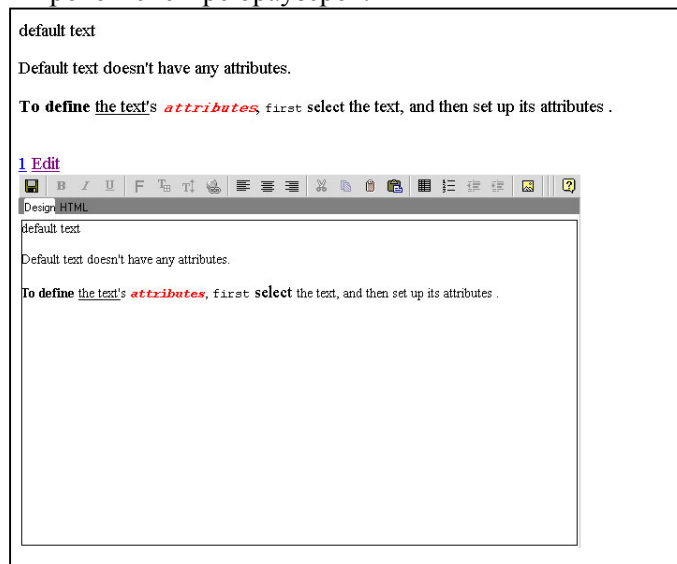 default text
Default text doesn't have any attributes.
To define the text's attributes, first select the text, and then set up its attributes .
1 Edit
B I U F
Design HTML
default text
Default text doesn't have any attributes.
To define the text's attributes, first select the text, and then set up its attributes .